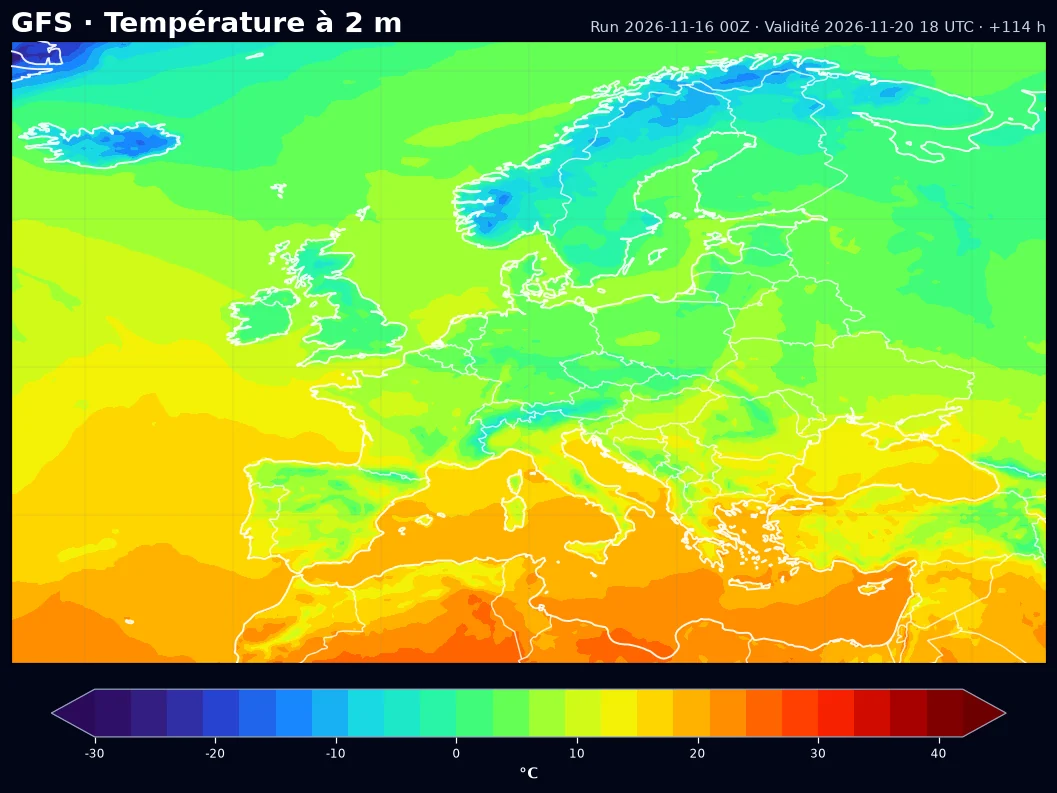 GFS · Température à 2 m
Run 2026-11-16 00Z · Validité 2026-11-20 18 UTC · +114 h
-30 -20 -10 0 10 20 30 40
°C